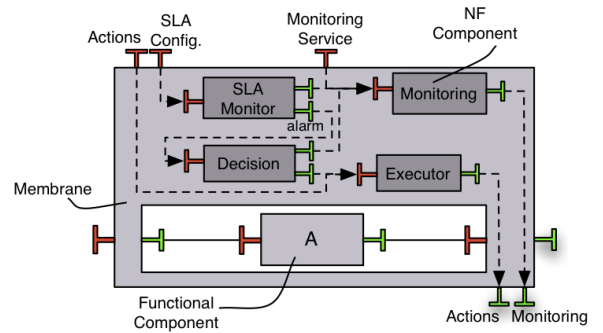 Actions
SLA
Config.
Monitoring
Service
NF
Component
SLA
Monitor
alarm
Monitoring
Decision
Executor
Membrane
A
Functional
Component
Actions
Monitoring